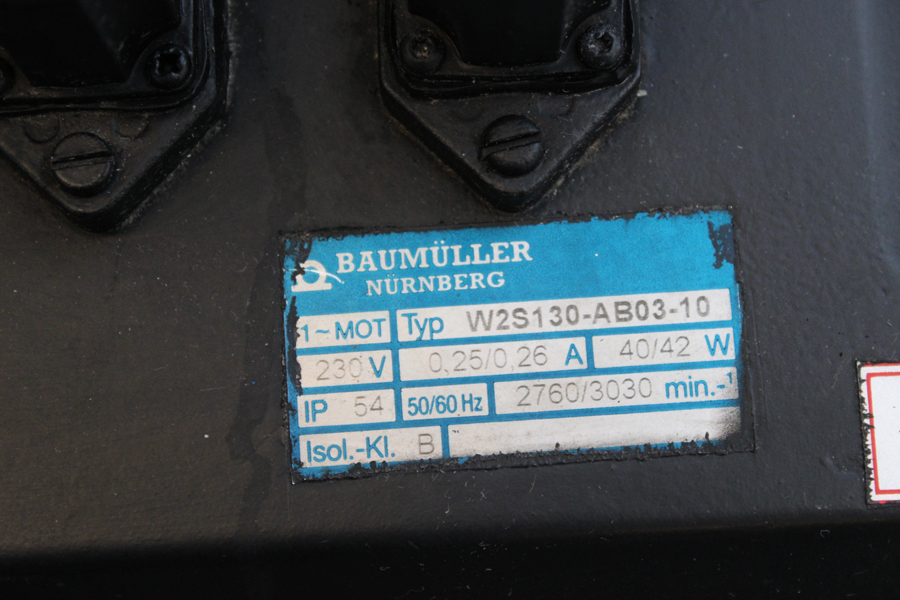 BAUMÜLLER
NÜRNBERG
1~MOT Typ W2S130-AB03-10
230 V 0,25/0,26 A 40/42 W
IP 54 50/60 Hz 2760/3030 min.-¹
Isol.-Kl. B